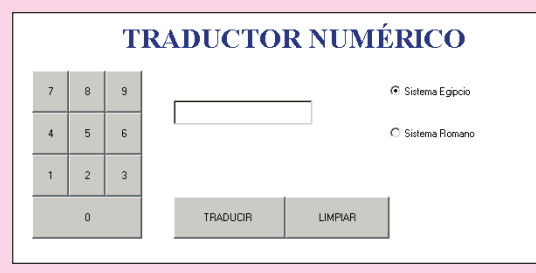 TRADUCTOR NUMÉRICO
7 8 9
Sistema Egipcio
4 5 6
Sistema Romano
1 2 3
0
TRADUCIR
LIMPIAR